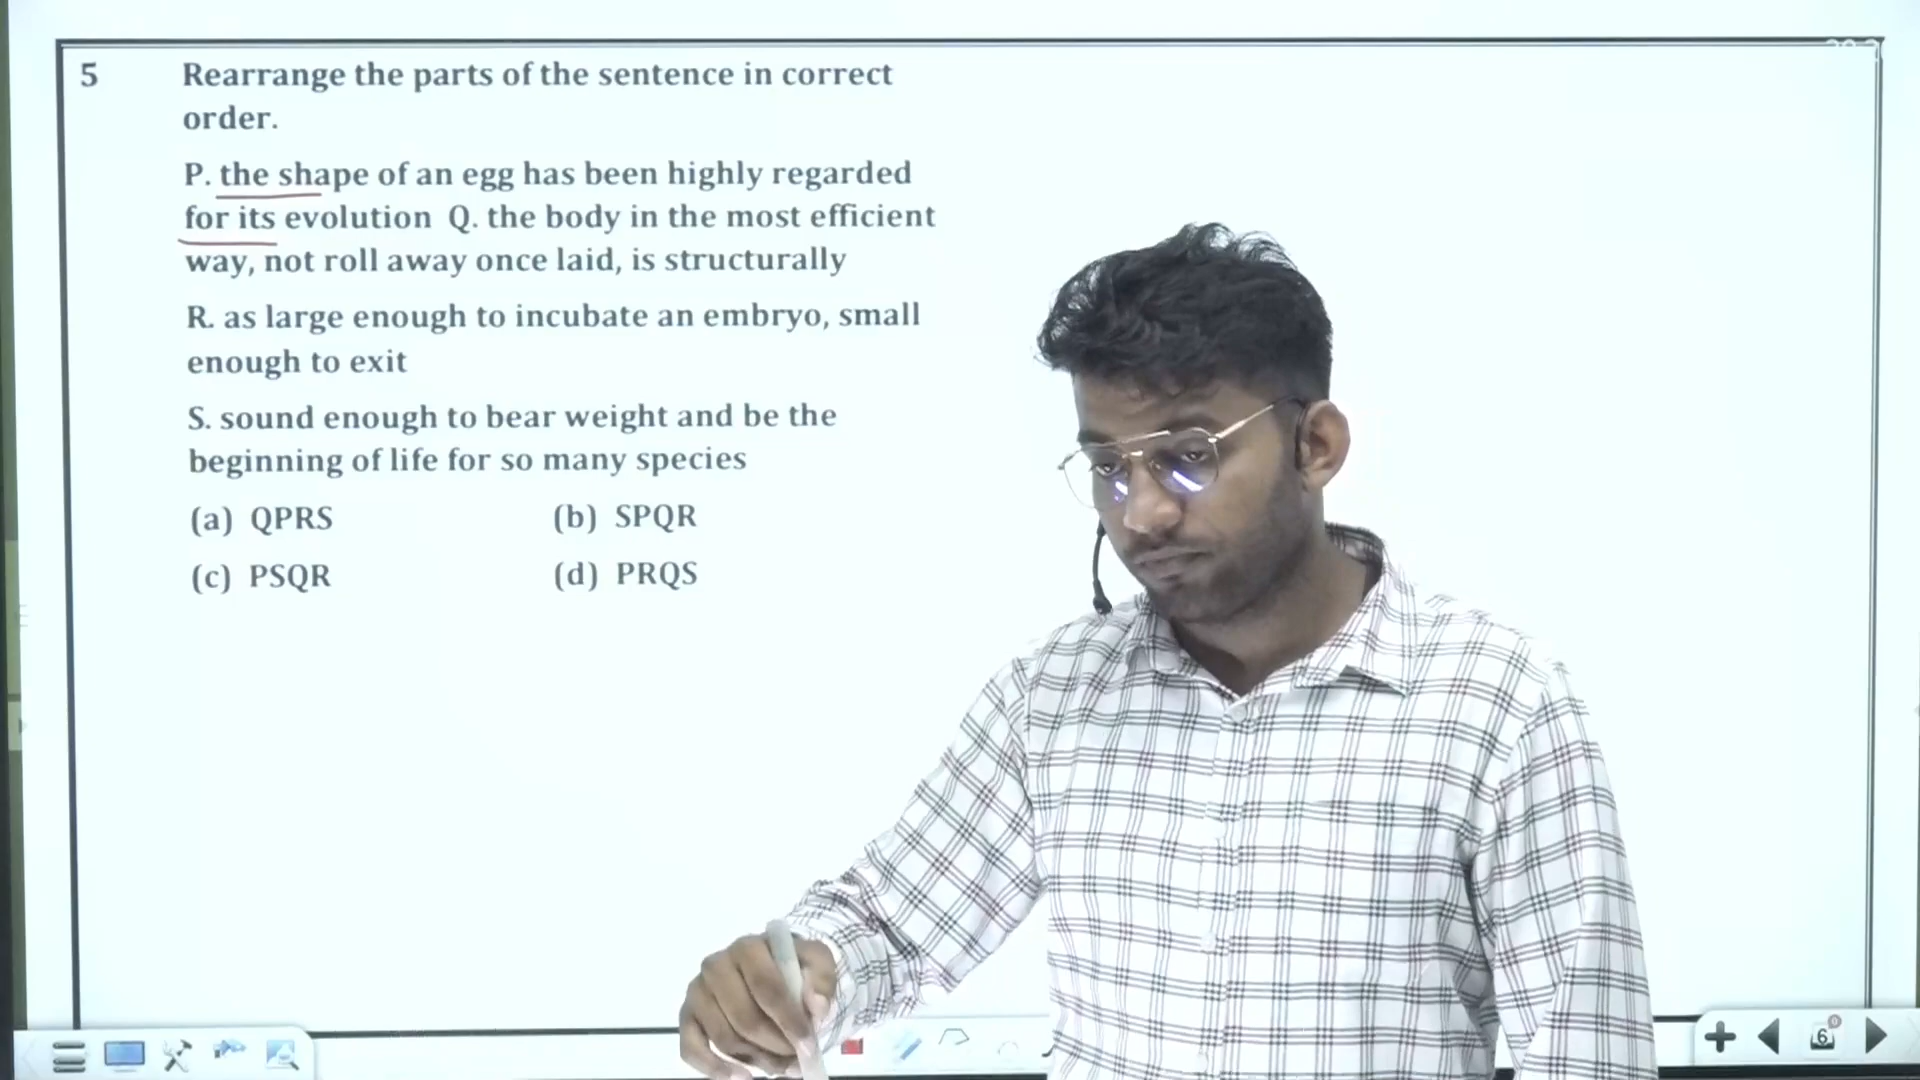 5 Rearrange the parts of the sentence in correct
order.
P. the shape of an egg has been highly regarded
for its evolution Q. the body in the most efficient
way, not roll away once laid, is structurally
R. as large enough to incubate an embryo, small
enough to exit
S. sound enough to bear weight and be the
beginning of life for so many species
(a) QPRS (b) SPQR
(c) PSQR (d) PRQS
6